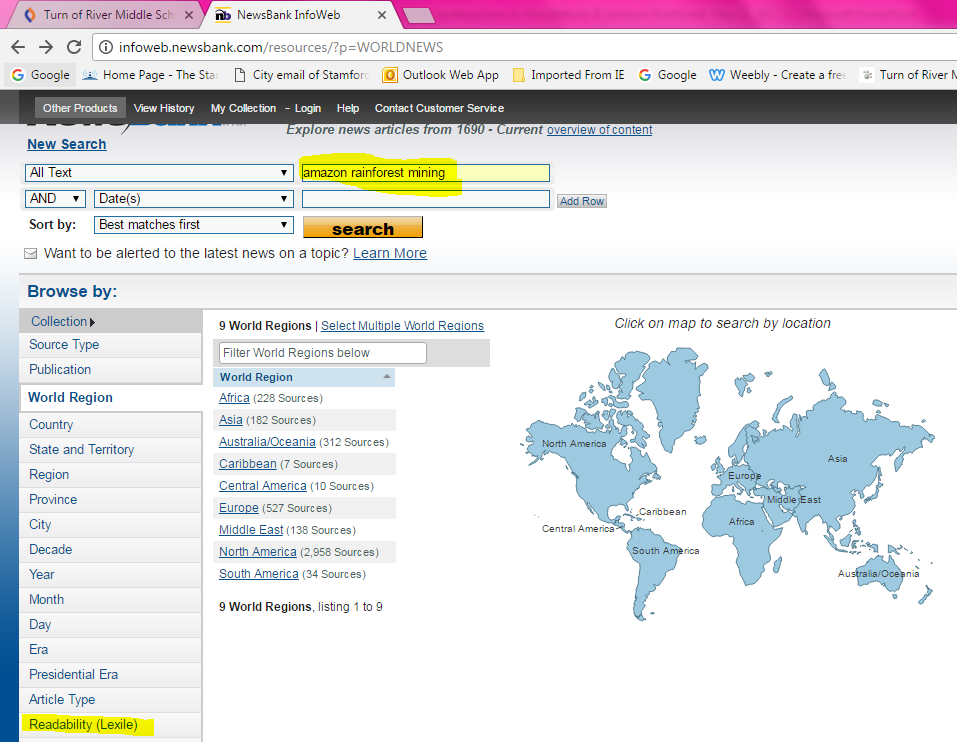 Turn of River Middle Sch
NewsBank InfoWeb
infoweb.newsbank.com/resources/?p=WORLDNEWS
Google Home Page - The Sta City email of Stamford Outlook Web App Imported From IE Google Weebly - Create a free Turn of River M
Other Products View History My Collection - Login Help Contact Customer Service
Explore news articles from 1690 - Current overview of content
New Search
All Text ▼ amazon rainforest mining
AND ▼ Date(s) ▼ Add Row
Sort by: Best matches first ▼ search
Want to be alerted to the latest news on a topic? Learn More
Browse by:
Collection
Source Type
Publication
World Region
Country
State and Territory
Region
Province
City
Decade
Year
Month
Day
Era
Presidential Era
Article Type
Readability (Lexile)
9 World Regions | Select Multiple World Regions
Filter World Regions below
World Region
Africa (228 Sources)
Asia (182 Sources)
Australia/Oceania (312 Sources)
Caribbean (7 Sources)
Central America (10 Sources)
Europe (527 Sources)
Middle East (138 Sources)
North America (2,958 Sources)
South America (34 Sources)
9 World Regions, listing 1 to 9
Click on map to search by location
North America
Asia
Europe
Middle East
Caribbean
Africa
Central America
South America
Australia/Oceania